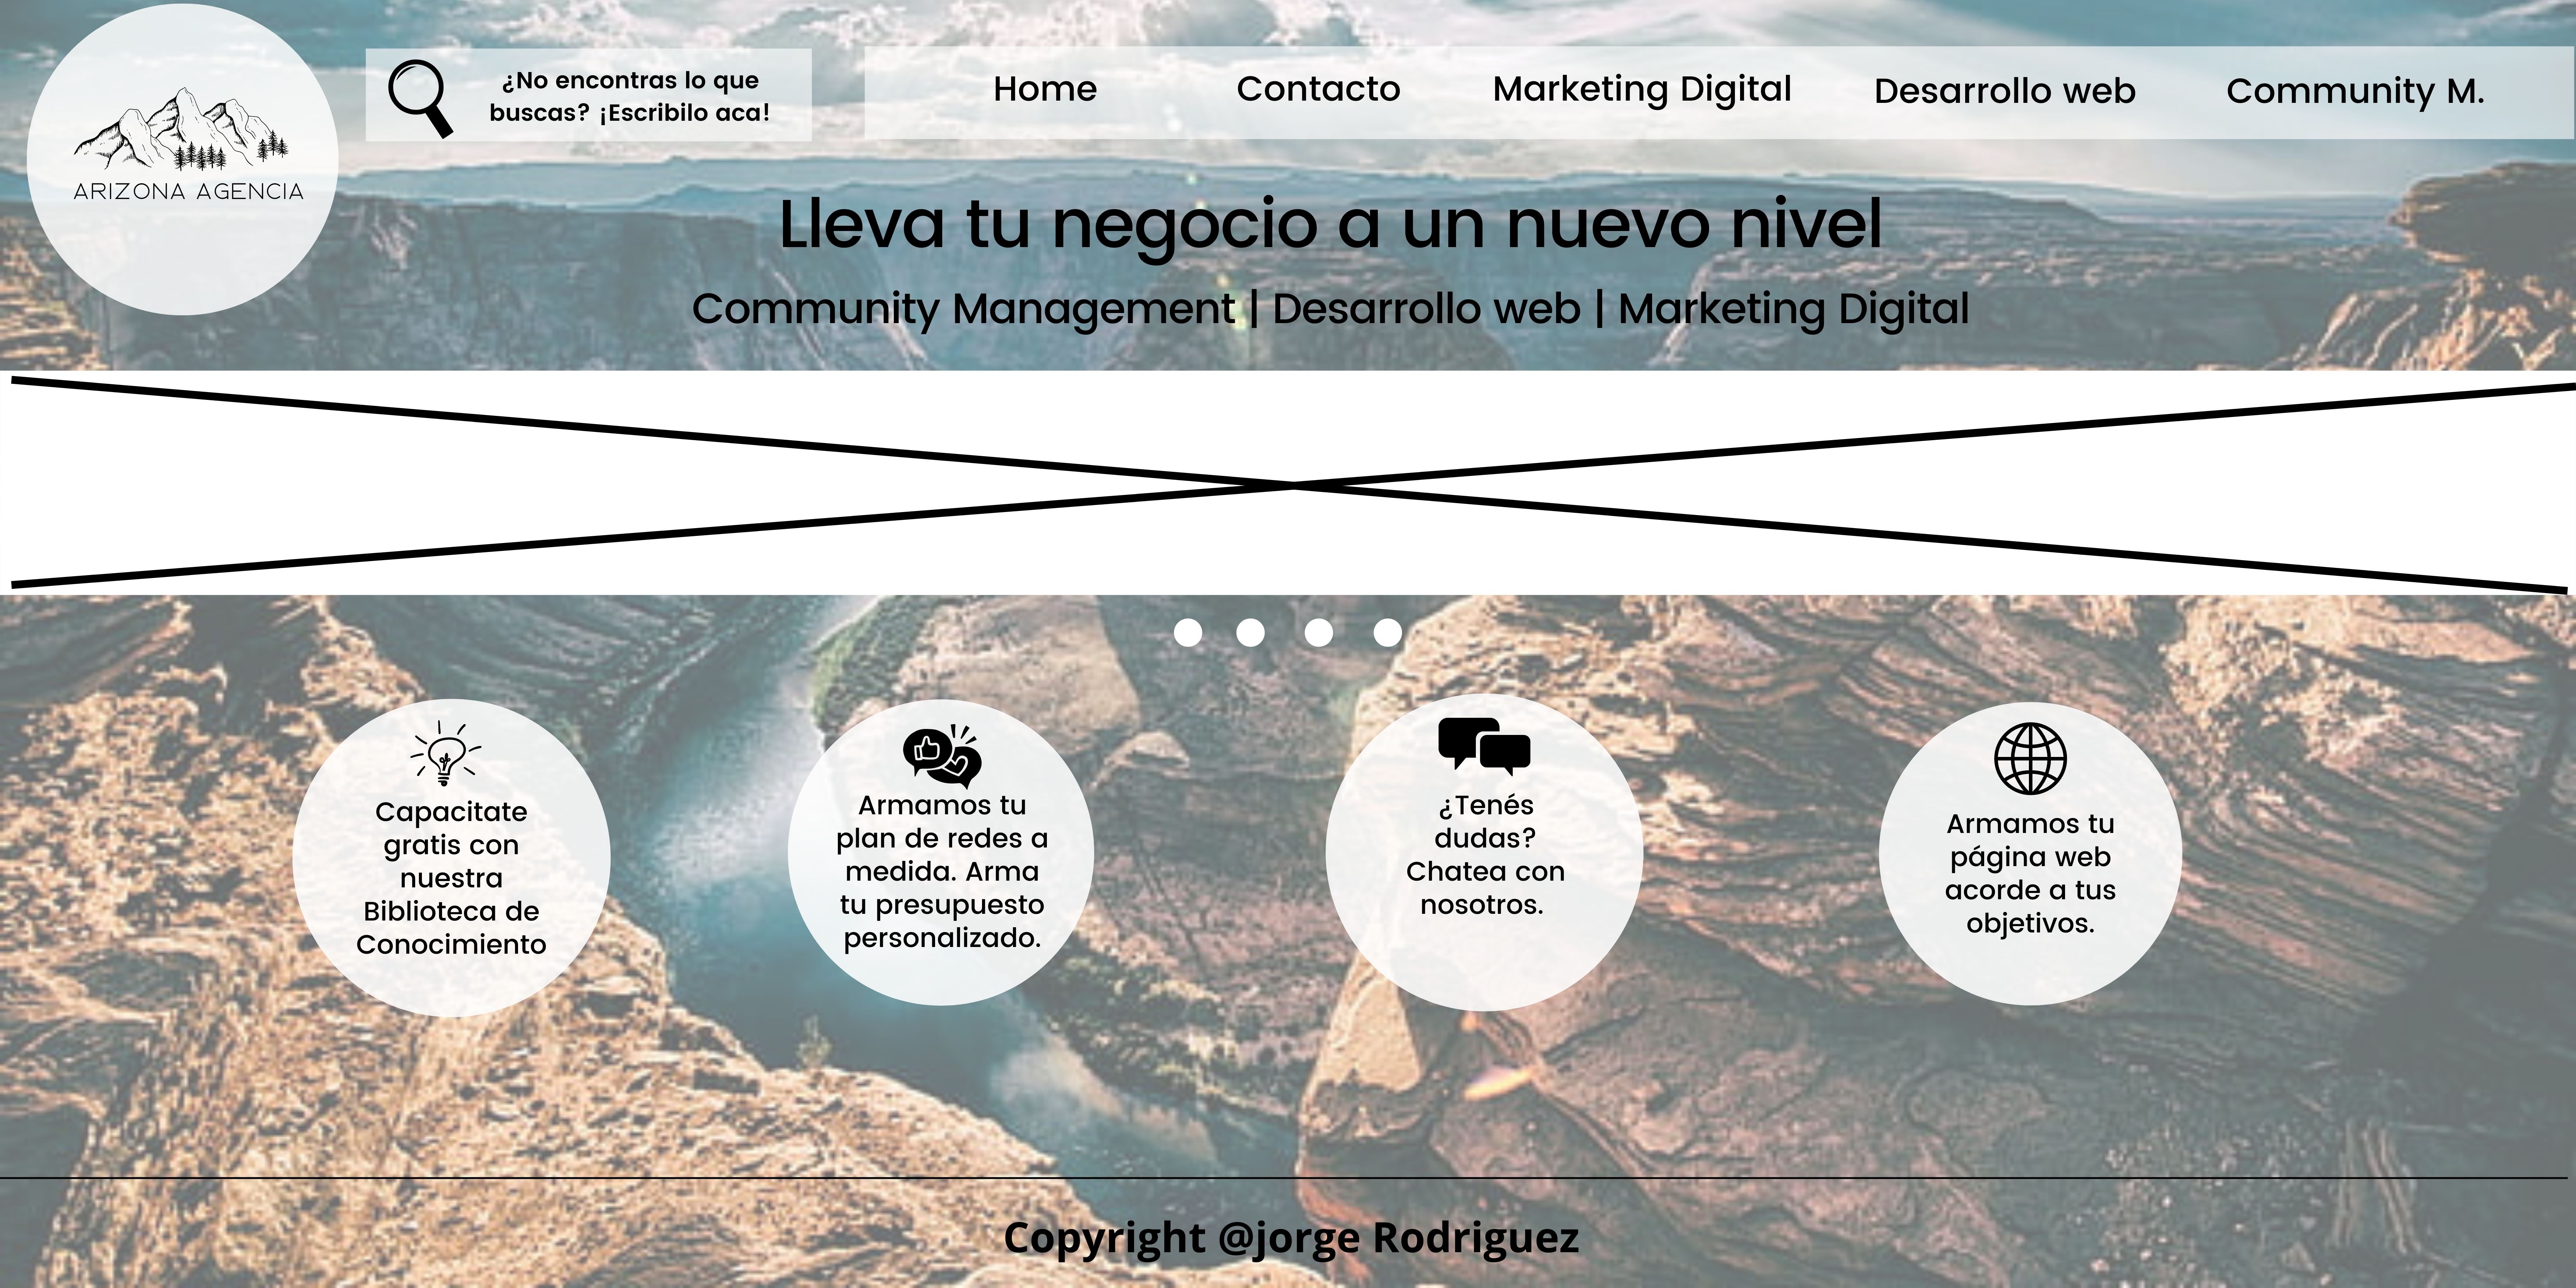 ARIZONA AGENCIA
¿No encontras lo que
buscas? ¡Escribilo aca!
Home
Contacto
Marketing Digital
Desarrollo web
Community M.
Lleva tu negocio a un nuevo nivel
Community Management | Desarrollo web | Marketing Digital
Capacitate
gratis con
nuestra
Biblioteca de
Conocimiento
Armamos tu
plan de redes a
medida. Arma
tu presupuesto
personalizado.
¿Tenés
dudas?
Chatea con
nosotros.
Armamos tu
página web
acorde a tus
objetivos.
Copyright @jorge Rodriguez